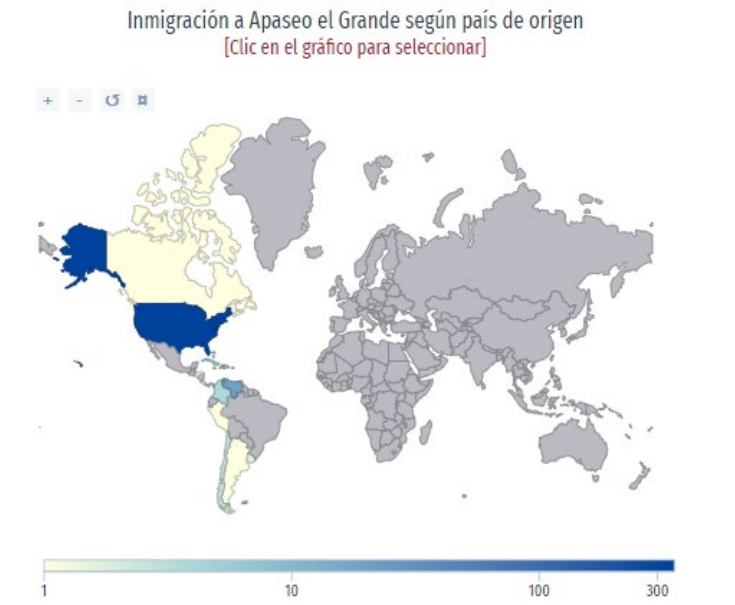 Inmigración a Apaseo el Grande según país de origen
[Clic en el gráfico para seleccionar]
+ - ↺ ¤
1 10 100 300